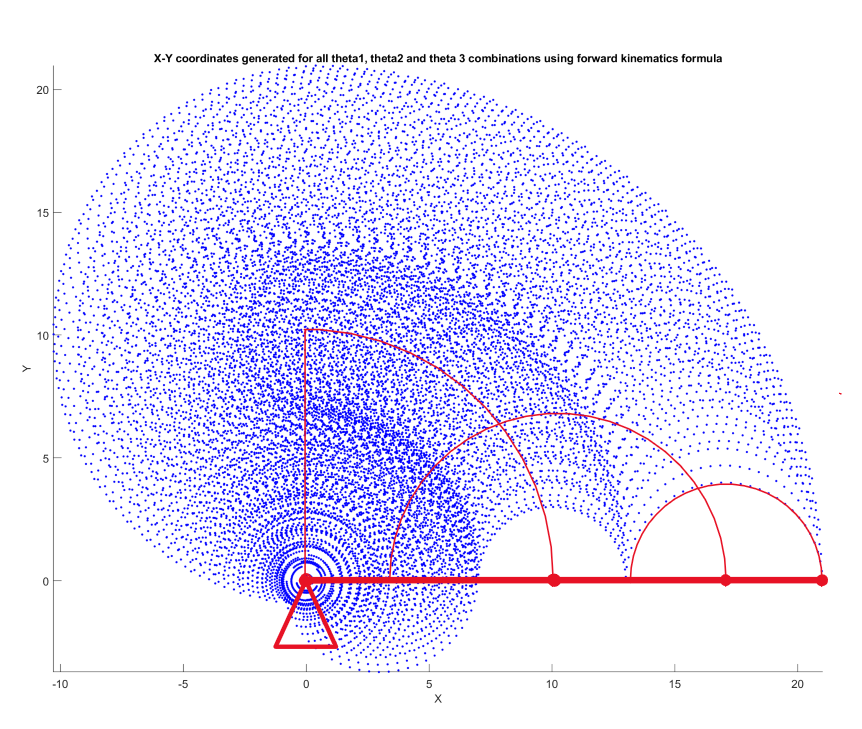 X-Y coordinates generated for all theta1, theta2 and theta 3 combinations using forward kinematics formula
20
15
10
Y
5
0
-10 -5 0 5 10 15 20
X